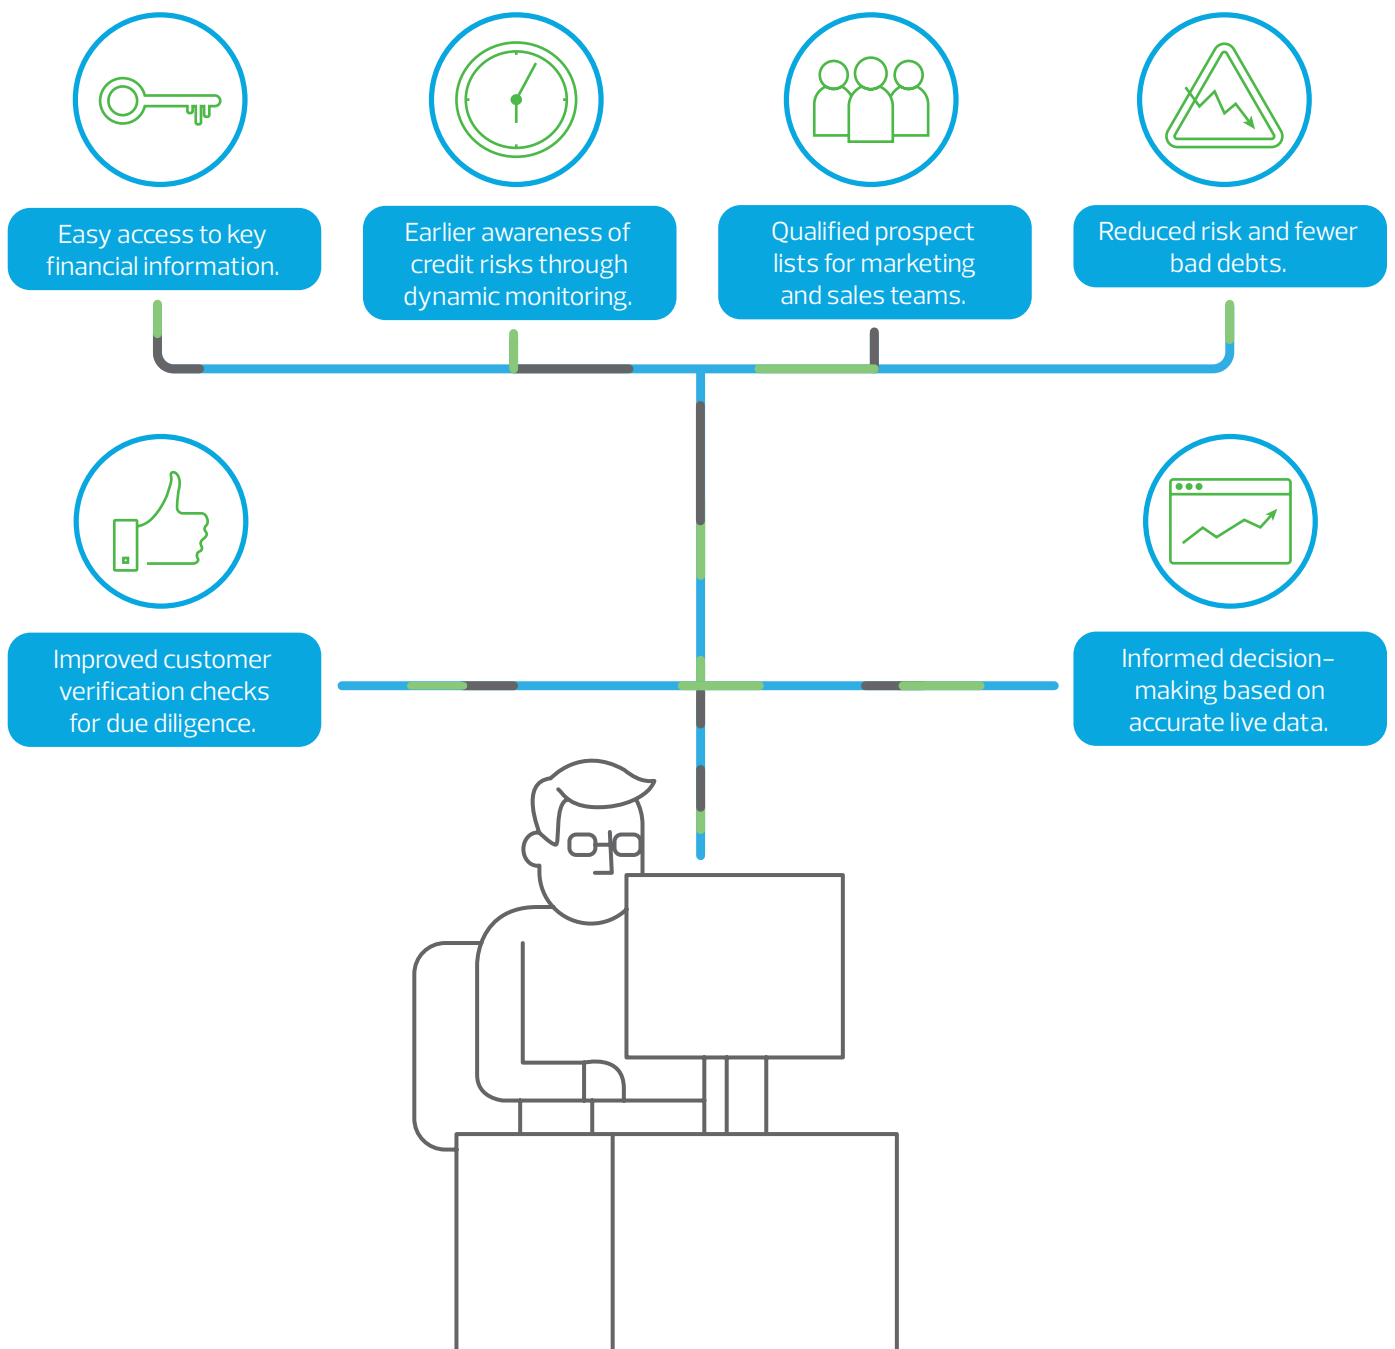 Easy access to key
financial information.
Earlier awareness of
credit risks through
dynamic monitoring.
Qualified prospect
lists for marketing
and sales teams.
Reduced risk and fewer
bad debts.
Improved customer
verification checks
for due diligence.
Informed decision-
making based on
accurate live data.